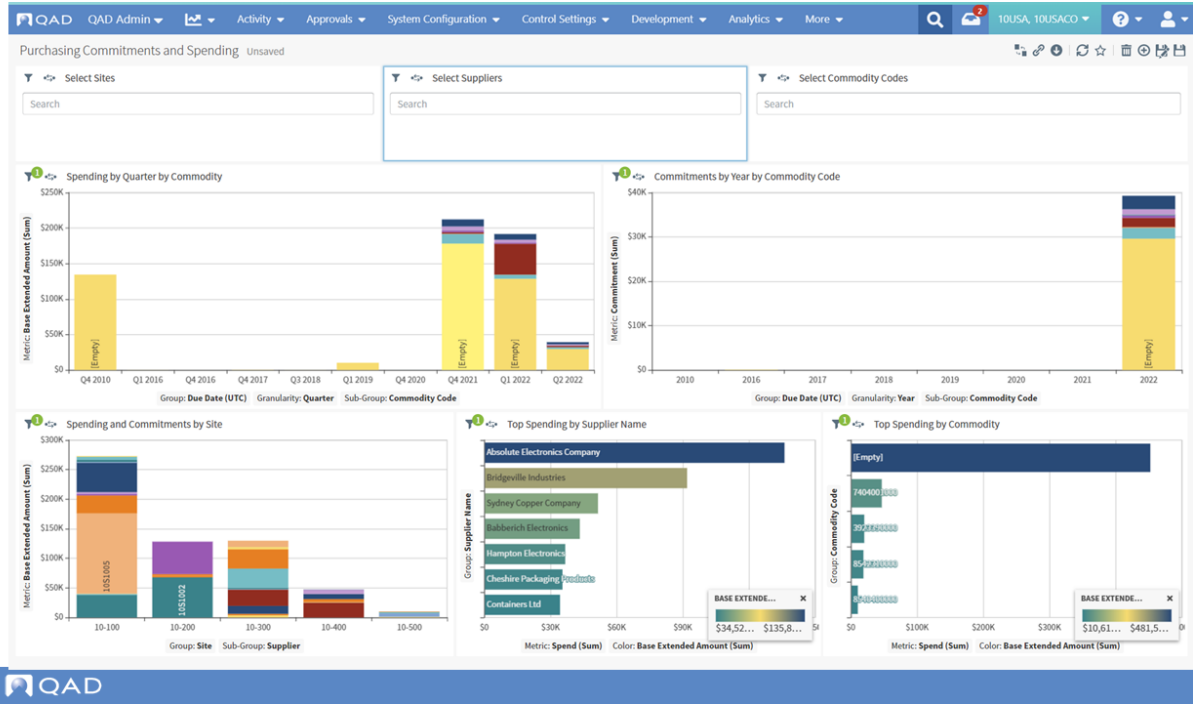 QAD QAD Admin Activity Approvals System Configuration Control Settings Development Analytics More 2 10USA, 10USACO ?
Purchasing Commitments and Spending Unsaved
Select Sites Select Suppliers Select Commodity Codes
Search Search Search
1 Spending by Quarter by Commodity
Metric: Base Extended Amount (Sum)
$250K
$200K
$150K
$100K
$50K
$0
[Empty] [Empty] [Empty]
Q4 2010 Q1 2016 Q4 2016 Q4 2017 Q3 2018 Q1 2019 Q4 2020 Q4 2021 Q1 2022 Q2 2022
Group: Due Date (UTC) Granularity: Quarter Sub-Group: Commodity Code
1 Commitments by Year by Commodity Code
Metric: Commitment (Sum)
$40K
$30K
$20K
$10K
$0
[Empty]
2010 2016 2017 2018 2019 2020 2021 2022
Group: Due Date (UTC) Granularity: Year Sub-Group: Commodity Code
1 Spending and Commitments by Site
Metric: Base Extended Amount (Sum)
$300K
$250K
$200K
$150K
$100K
$50K
$0
10S1005 10S1002
10-100 10-200 10-300 10-400 10-500
Group: Site Sub-Group: Supplier
1 Top Spending by Supplier Name
Group: Supplier Name
Absolute Electronics Company
Bridgeville Industries
Sydney Copper Company
Babberich Electronics
Hampton Electronics
Cheshire Packaging Products
Containers Ltd
BASE EXTENDE... ×
$34,52... $135,8...
$0 $30K $60K $90K
Metric: Spend (Sum) Color: Base Extended Amount (Sum)
1 Top Spending by Commodity
Group: Commodity Code
[Empty]
BASE EXTENDE... ×
$10,61... $481,5...
$0 $100K $200K $300K
Metric: Spend (Sum) Color: Base Extended Amount (Sum)
QAD